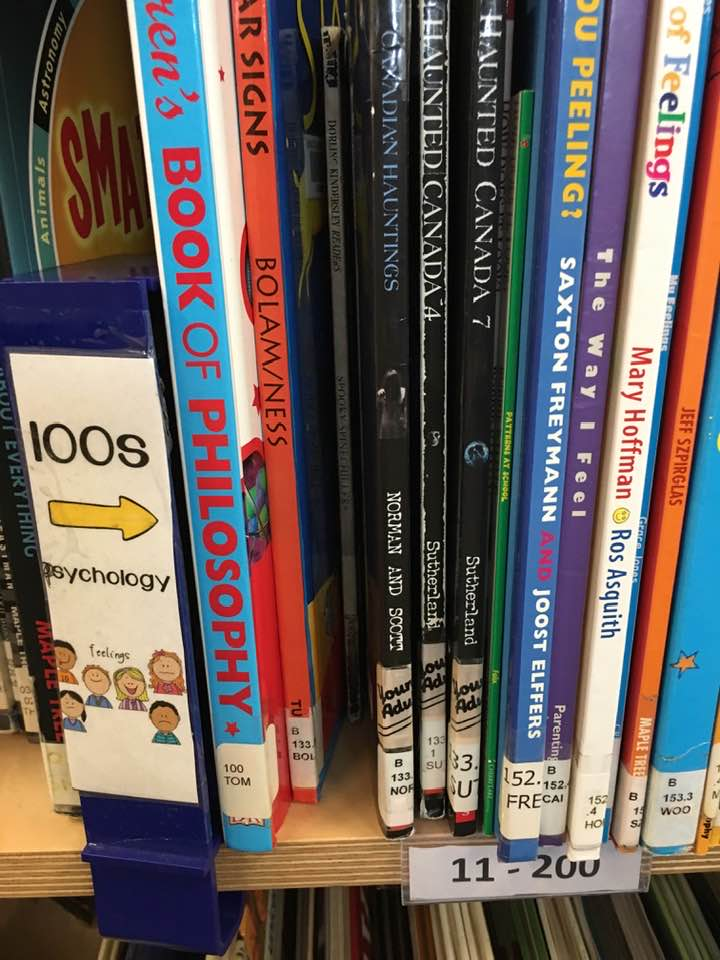 Astronomy
Animals
SMA
100s
Psychology
feelings
MAPLE TREE
ren's BOOK OF PHILOSOPHY
100
TOM
AR SIGNS
BOLAM/NESS
TU
B
133.
BOL
DORLING KINDERSLEY READERS
CANADIAN HAUNTINGS
NORMAN AND SCOTT
B
133.
NOR
HAUNTED CANADA 4
Sutherland
133
1
SU
HAUNTED CANADA 7
Sutherland
33.
SUT
PATTERNS AT SCHOOL
OU PEELING?
SAXTON FREYMANN AND JOOST ELFFERS
152.
FRE
The Way I Feel
Parenting
B
152.
CAI
of Feelings
Mary Hoffman Ros Asquith
152
.4
HO
JEFF SZPIRGLAS
MAPLE TREE
B
15
SZ
B
153.3
WOO
11 - 200